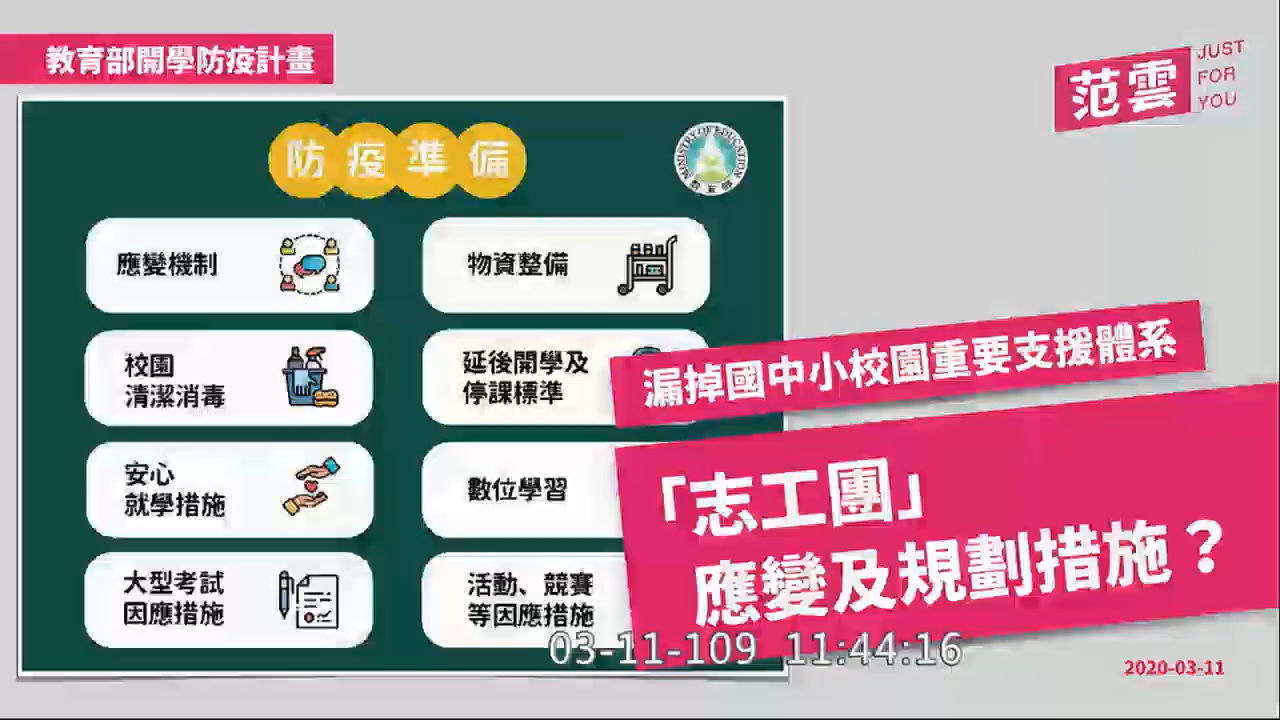 教育部開學防疫計畫
范雲
JUST
FOR
YOU
防疫準備
MINISTRY OF EDUCATION
教育部
應變機制
物資整備
校園
清潔消毒
延後開學及
停課標準
安心
就學措施
數位學習
大型考試
因應措施
活動、競賽
等因應措施
漏掉國中小校園重要支援體系
「志工團」
應變及規劃措施？
03-11-109 11:44:16
2020-03-11